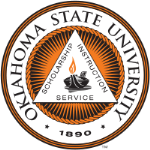 OKLAHOMA STATE UNIVERSITY
SCHOLARSHIP
INSTRUCTION
SERVICE
• 1890 •